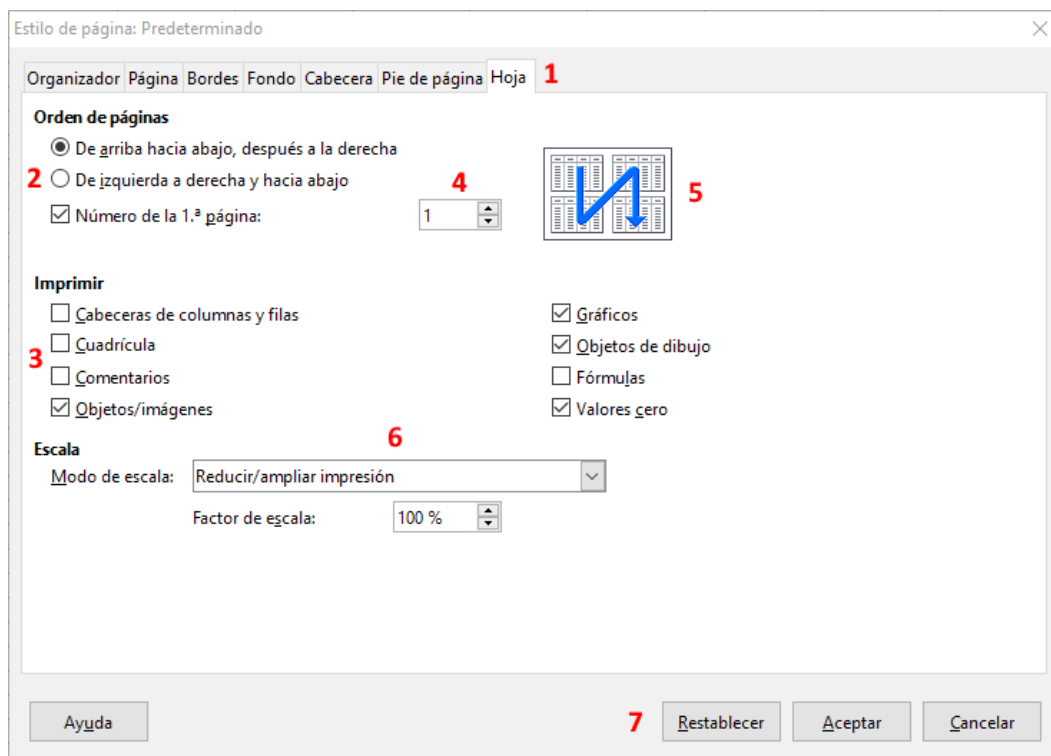 Estilo de página: Predeterminado
Organizador Página Bordes Fondo Cabecera Pie de página Hoja 1
Orden de páginas
De arriba hacia abajo, después a la derecha
2 De izquierda a derecha y hacia abajo
4
5
Número de la 1.ª página: 1
Imprimir
Cabeceras de columnas y filas
Gráficos
Cuadrícula
Objetos de dibujo
3
Comentarios
Fórmulas
Objetos/imágenes
Valores cero
6
Escala
Modo de escala: Reducir/ampliar impresión
Factor de escala: 100 %
Ayuda 7 Restablecer Aceptar Cancelar